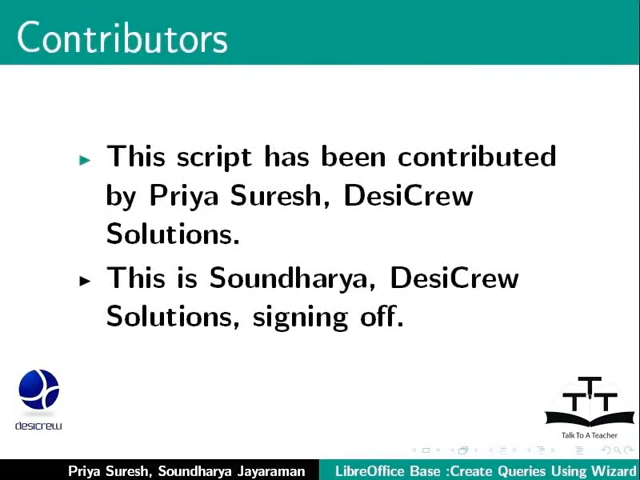 Contributors
This script has been contributed
by Priya Suresh, DesiCrew
Solutions.
This is Soundharya, DesiCrew
Solutions, signing off.
desicrew
TTT
Talk To A Teacher
Priya Suresh, Soundharya Jayaraman
LibreOffice Base :Create Queries Using Wizard